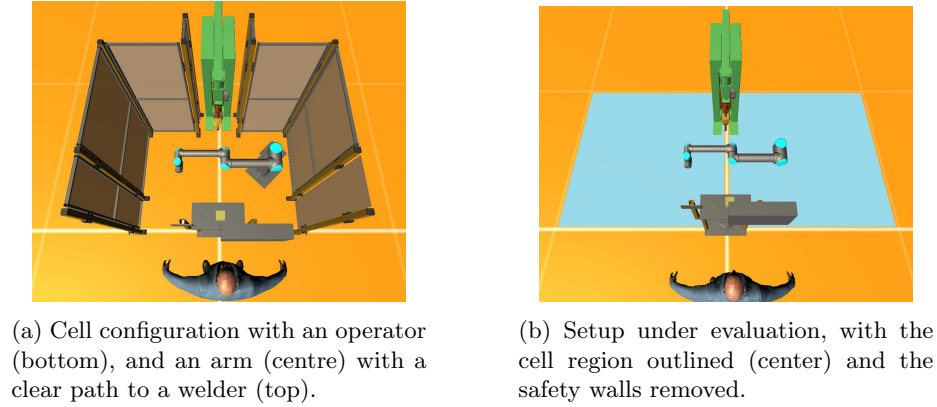 (a) Cell configuration with an operator
(bottom), and an arm (centre) with a
clear path to a welder (top).
(b) Setup under evaluation, with the
cell region outlined (center) and the
safety walls removed.